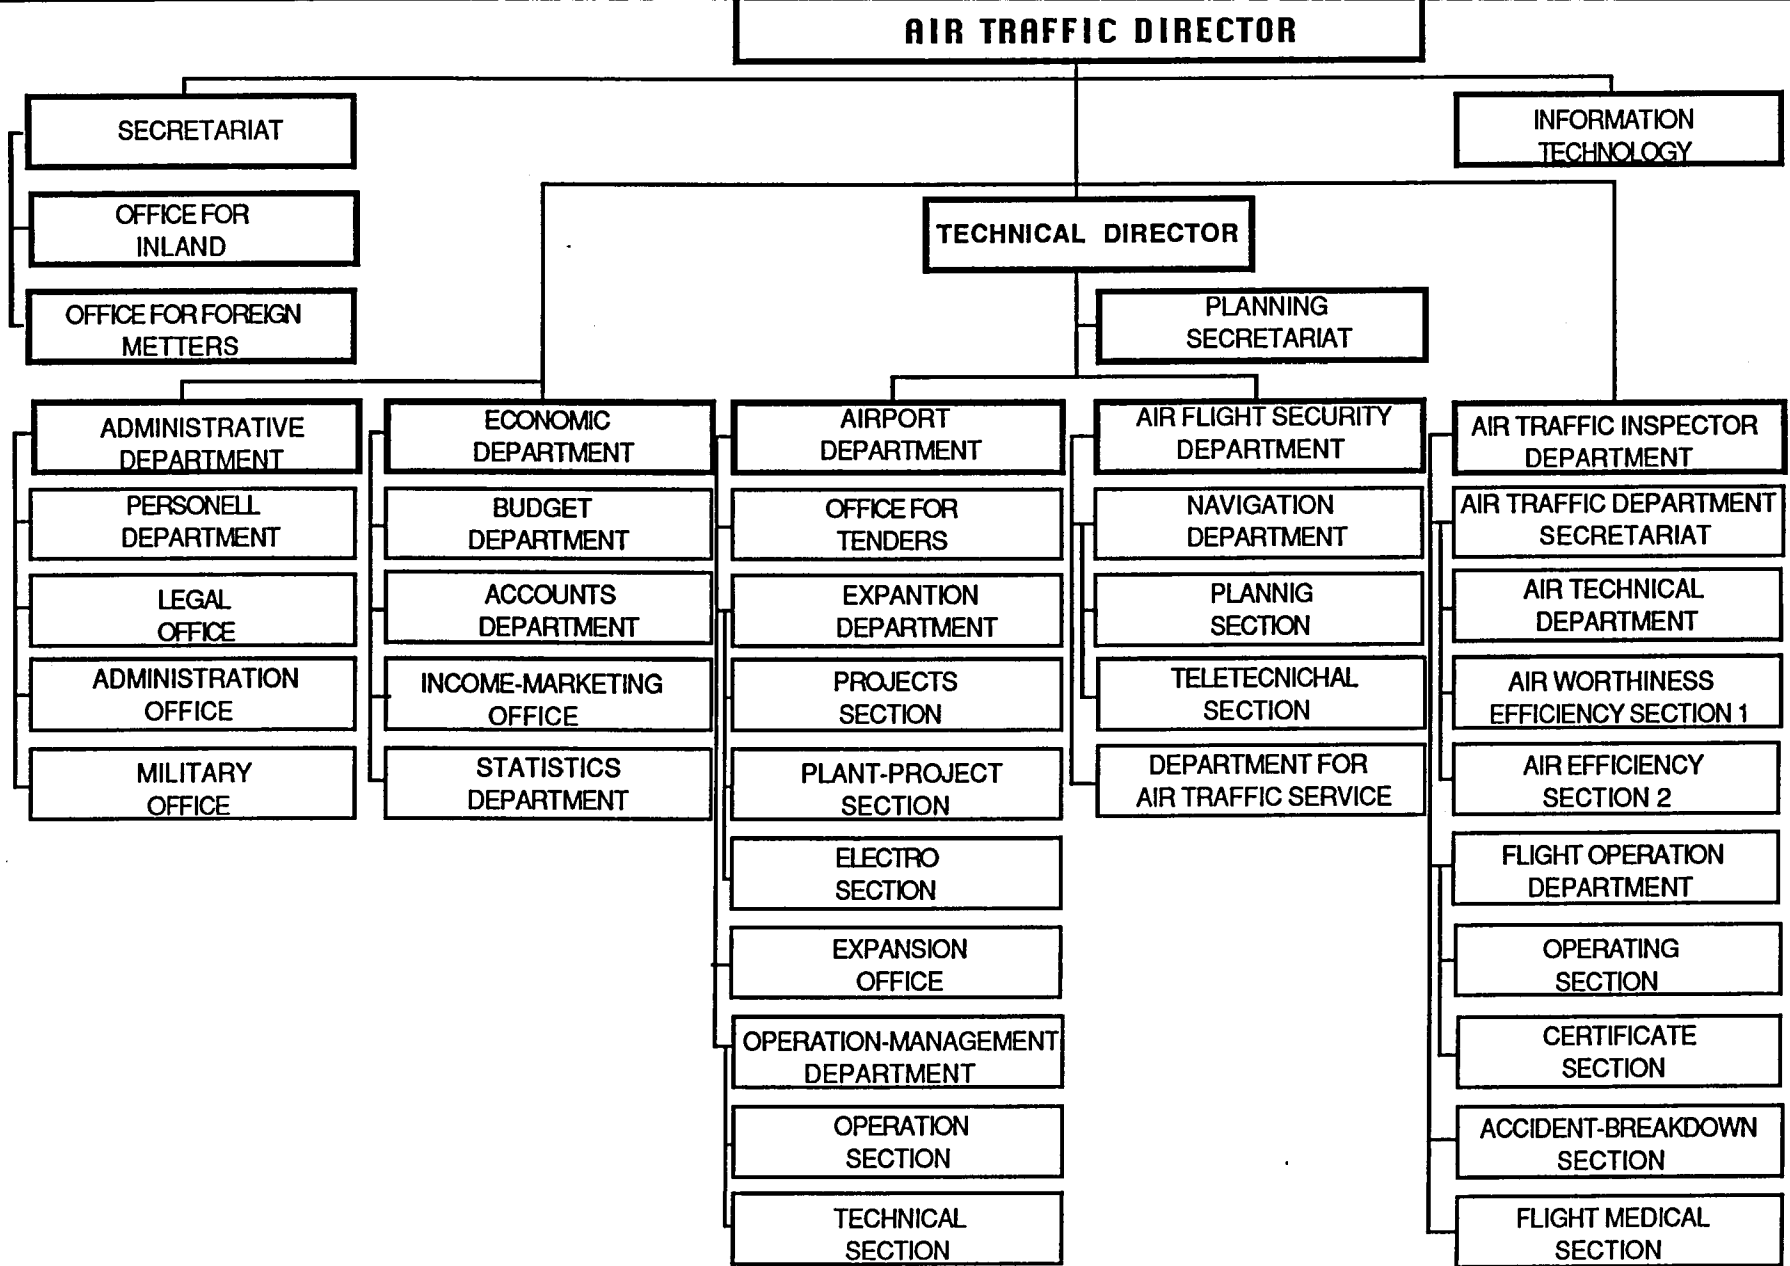 AIR TRAFFIC DIRECTOR
SECRETARIAT
INFORMATION
TECHNOLOGY
OFFICE FOR
INLAND
TECHNICAL DIRECTOR
OFFICE FOR FOREIGN
METTERS
PLANNING
SECRETARIAT
ADMINISTRATIVE
DEPARTMENT
PERSONELL
DEPARTMENT
LEGAL
OFFICE
ADMINISTRATION
OFFICE
MILITARY
OFFICE
ECONOMIC
DEPARTMENT
BUDGET
DEPARTMENT
ACCOUNTS
DEPARTMENT
INCOME-MARKETING
OFFICE
STATISTICS
DEPARTMENT
AIRPORT
DEPARTMENT
OFFICE FOR
TENDERS
EXPANTION
DEPARTMENT
PROJECTS
SECTION
PLANT-PROJECT
SECTION
ELECTRO
SECTION
EXPANSION
OFFICE
OPERATION-MANAGEMENT
DEPARTMENT
OPERATION
SECTION
TECHNICAL
SECTION
AIR FLIGHT SECURITY
DEPARTMENT
NAVIGATION
DEPARTMENT
PLANNIG
SECTION
TELETECNICHAL
SECTION
DEPARTMENT FOR
AIR TRAFFIC SERVICE
AIR TRAFFIC INSPECTOR
DEPARTMENT
AIR TRAFFIC DEPARTMENT
SECRETARIAT
AIR TECHNICAL
DEPARTMENT
AIR WORTHINESS
EFFICIENCY SECTION 1
AIR EFFICIENCY
SECTION 2
FLIGHT OPERATION
DEPARTMENT
OPERATING
SECTION
CERTIFICATE
SECTION
ACCIDENT-BREAKDOWN
SECTION
FLIGHT MEDICAL
SECTION